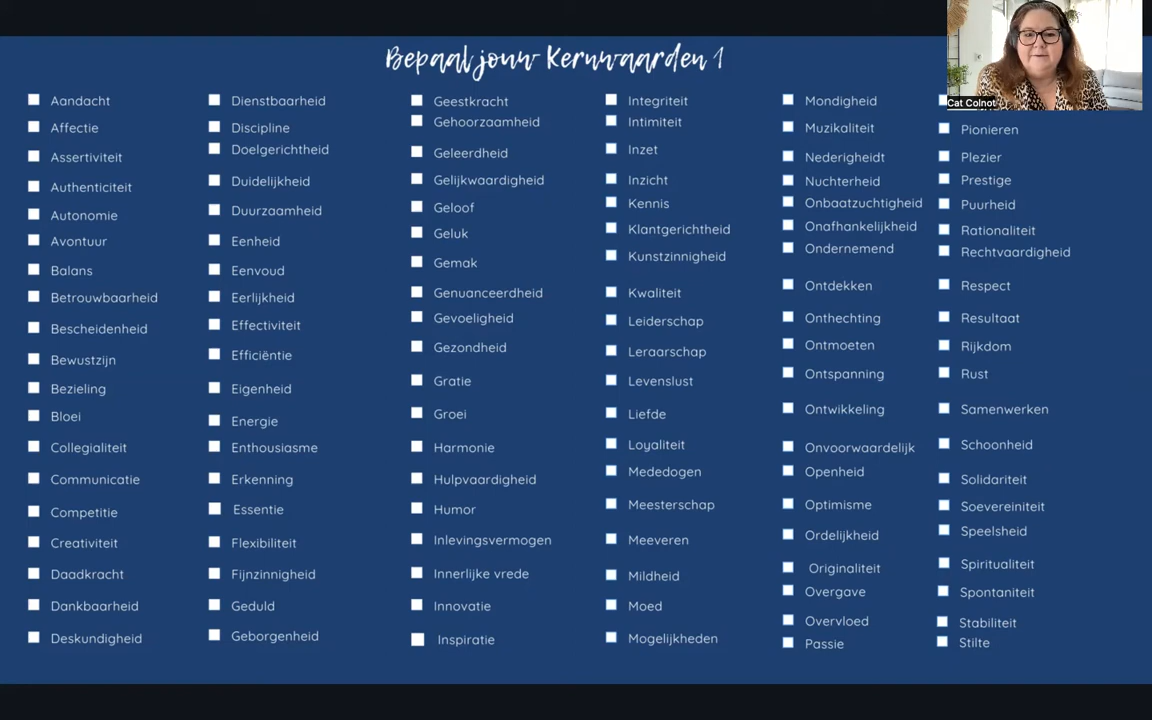 Bepaal jouw Kernwaarden 1
Cat Colnot
Aandacht
Affectie
Assertiviteit
Authenticiteit
Autonomie
Avontuur
Balans
Betrouwbaarheid
Bescheidenheid
Bewustzijn
Bezieling
Bloei
Collegialiteit
Communicatie
Competitie
Creativiteit
Daadkracht
Dankbaarheid
Deskundigheid
Dienstbaarheid
Discipline
Doelgerichtheid
Duidelijkheid
Duurzaamheid
Eenheid
Eenvoud
Eerlijkheid
Effectiviteit
Efficiëntie
Eigenheid
Energie
Enthousiasme
Erkenning
Essentie
Flexibiliteit
Fijnzinnigheid
Geduld
Geborgenheid
Geestkracht
Gehoorzaamheid
Geleerdheid
Gelijkwaardigheid
Geloof
Geluk
Gemak
Genuanceerdheid
Gevoeligheid
Gezondheid
Gratie
Groei
Harmonie
Hulpvaardigheid
Humor
Inlevingsvermogen
Innerlijke vrede
Innovatie
Inspiratie
Integriteit
Intimiteit
Inzet
Inzicht
Kennis
Klantgerichtheid
Kunstzinnigheid
Kwaliteit
Leiderschap
Leraarschap
Levenslust
Liefde
Loyaliteit
Mededogen
Meesterschap
Meeveren
Mildheid
Moed
Mogelijkheden
Mondigheid
Muzikaliteit
Nederigheidt
Nuchterheid
Onbaatzuchtigheid
Onafhankelijkheid
Ondernemend
Ontdekken
Onthechting
Ontmoeten
Ontspanning
Ontwikkeling
Onvoorwaardelijk
Openheid
Optimisme
Ordelijkheid
Originaliteit
Overgave
Overvloed
Passie
Pionieren
Plezier
Prestige
Puurheid
Rationaliteit
Rechtvaardigheid
Respect
Resultaat
Rijkdom
Rust
Samenwerken
Schoonheid
Solidariteit
Soevereiniteit
Speelsheid
Spiritualiteit
Spontaniteit
Stabiliteit
Stilte